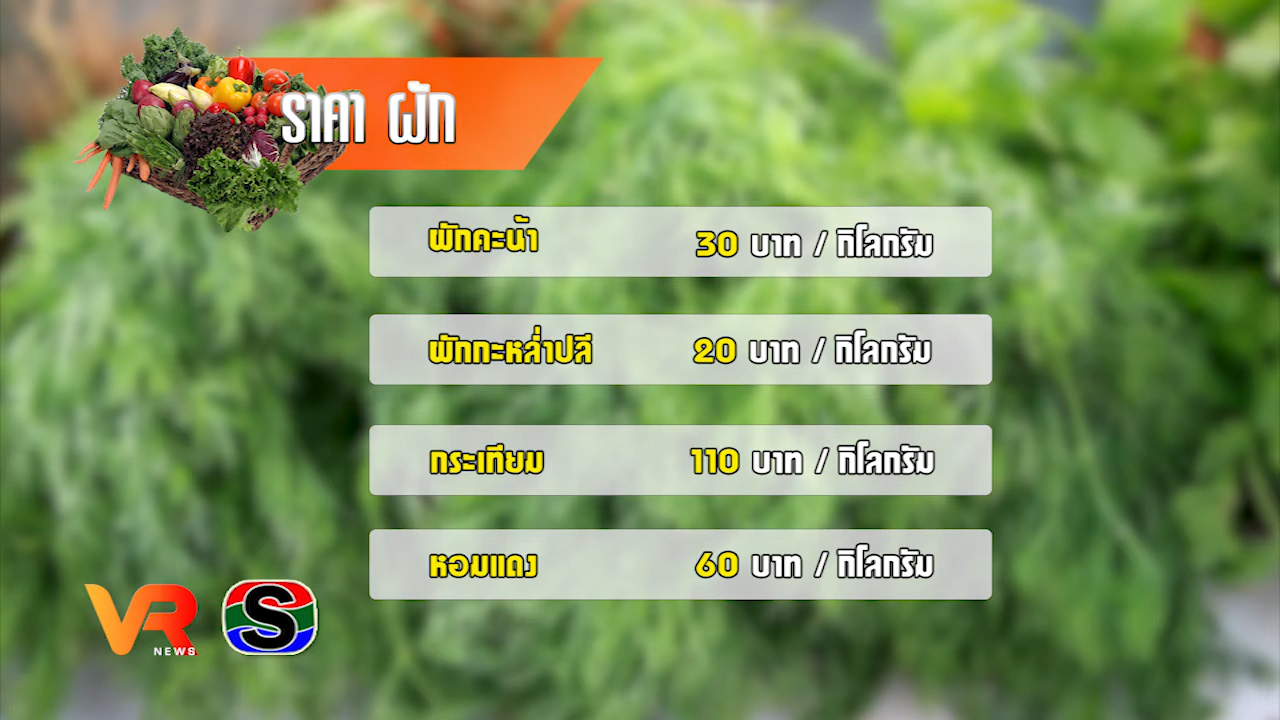 ราคา ผัก
ผักคะน้า 30 บาท / กิโลกรัม
ผักกะหล่ำปลี 20 บาท / กิโลกรัม
กระเทียม 110 บาท / กิโลกรัม
หอมแดง 60 บาท / กิโลกรัม
VR NEWS S